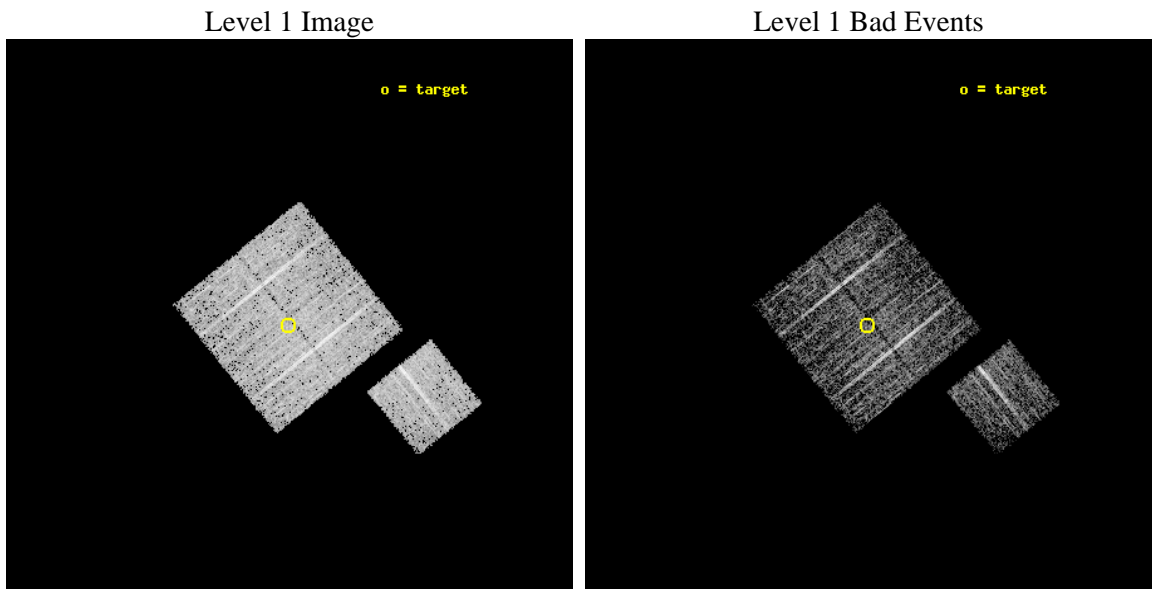 Level 1 Image
Level 1 Bad Events
o = target
o = target